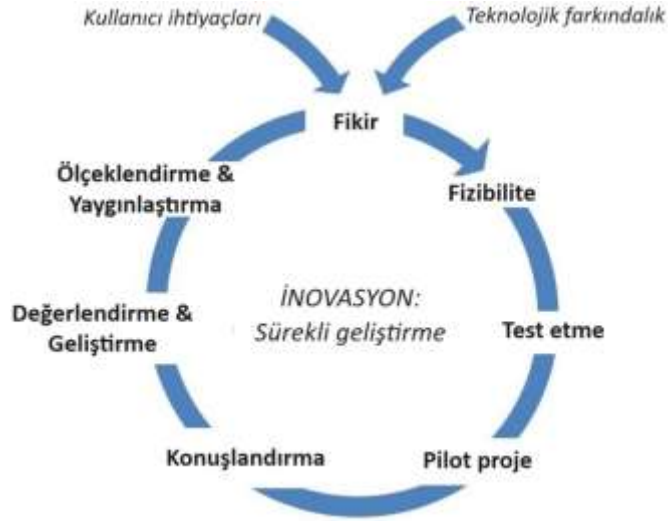 Kullanıcı ihtiyaçları
Teknolojik farkındalık
Fikir
Fizibilite
Test etme
Pilot proje
Konuşlandırma
Değerlendirme &
Geliştirme
Ölçeklendirme &
Yaygınlaştırma
İNOVASYON:
Sürekli geliştirme